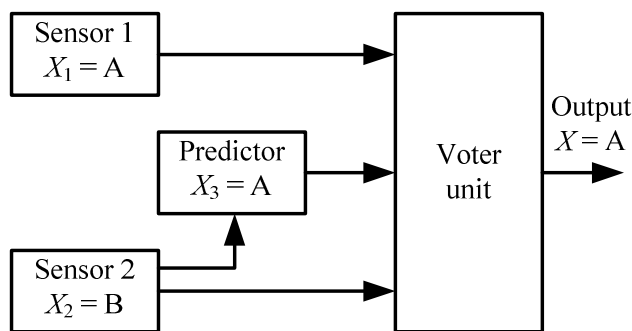 Sensor 1
X₁ = A
Predictor
X₃ = A
Sensor 2
X₂ = B
Voter
unit
Output
X = A